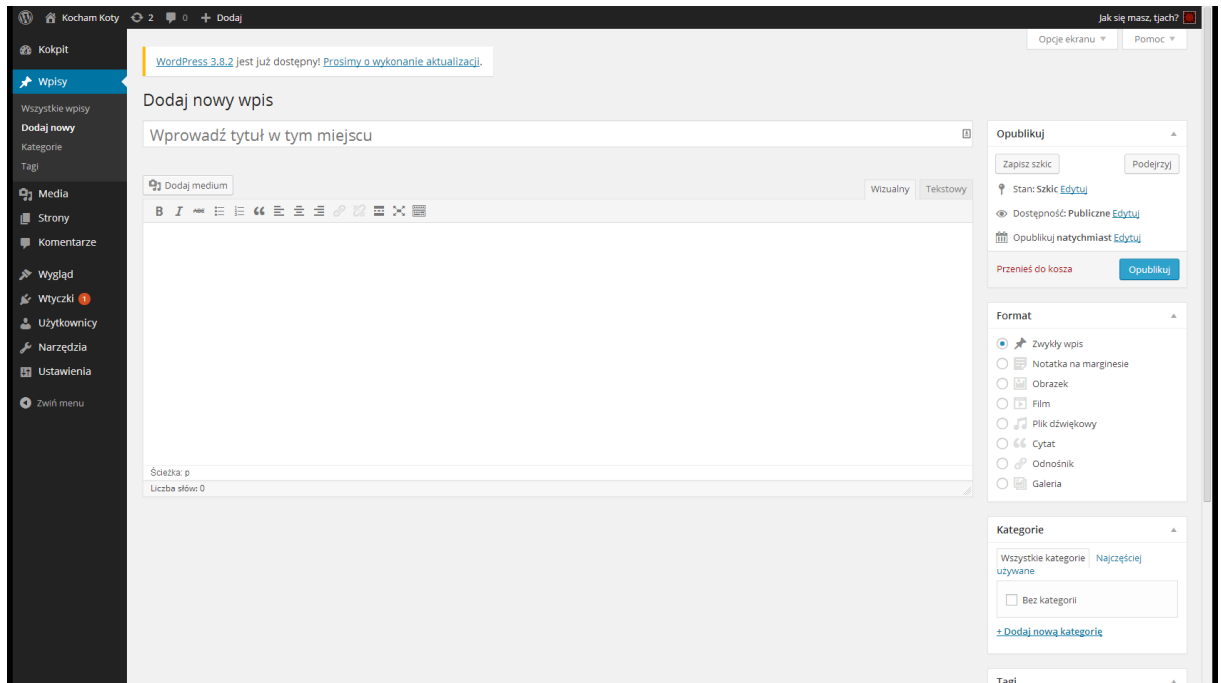 Kocham Koty 2 0 + Dodaj
Jak się masz, tjach?
Opcje ekranu
Pomoc
Kokpit
Wpisy
Wszystkie wpisy
Dodaj nowy
Kategorie
Tagi
Media
Strony
Komentarze
Wygląd
Wtyczki 1
Użytkownicy
Narzędzia
Ustawienia
Zwiń menu
WordPress 3.8.2 jest już dostępny! Prosimy o wykonanie aktualizacji.
Dodaj nowy wpis
Wprowadź tytuł w tym miejscu
Dodaj medium
Wizualny
Tekstowy
B I ABC
Ścieżka: p
Liczba słów: 0
Opublikuj
Zapisz szkic
Podejrzyj
Stan: Szkic Edytuj
Dostępność: Publiczne Edytuj
Opublikuj natychmiast Edytuj
Przenieś do kosza
Opublikuj
Format
Zwykły wpis
Notatka na marginesie
Obrazek
Film
Plik dźwiękowy
Cytat
Odnośnik
Galeria
Kategorie
Wszystkie kategorie
Najczęściej
używane
Bez kategorii
+ Dodaj nową kategorię
Tagi